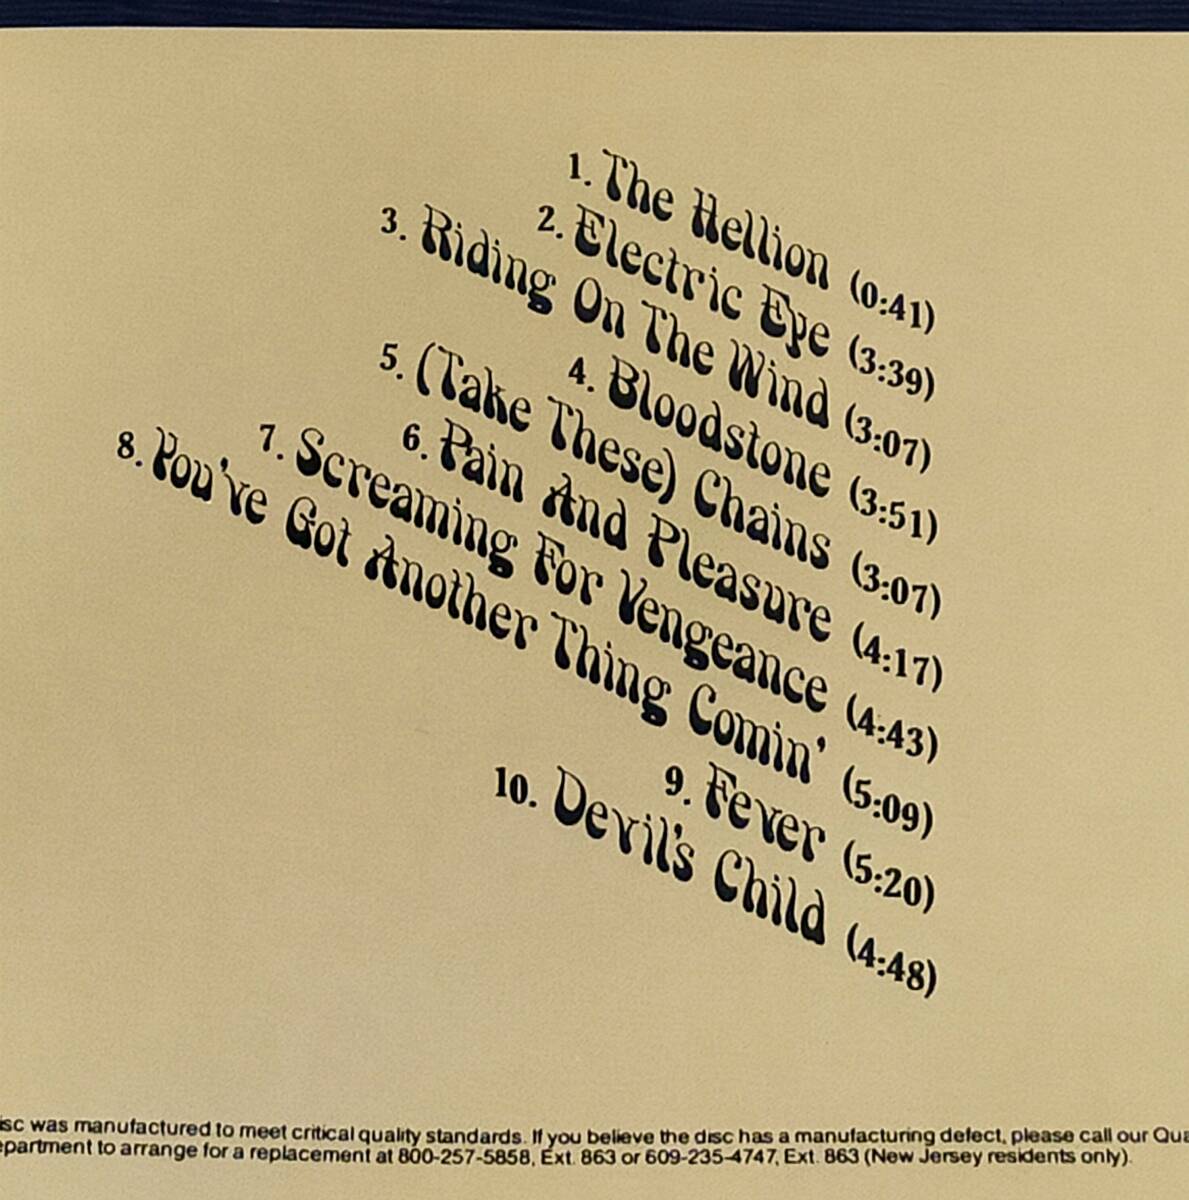 1. The Hellion (0:41)
2. Electric Eye (3:39)
3. Riding On The Wind (3:07)
4. Bloodstone (3:51)
5. (Take These) Chains (3:07)
6. Pain And Pleasure (4:17)
7. Screaming For Vengeance (4:43)
8. You've Got Another Thing Comin' (5:09)
9. Fever (5:20)
10. Devil's Child (4:48)
isc was manufactured to meet critical quality standards. If you believe the disc has a manufacturing defect, please call our Qua
epartment to arrange for a replacement at 800-257-5858, Ext. 863 or 609-235-4747, Ext. 863 (New Jersey residents only).